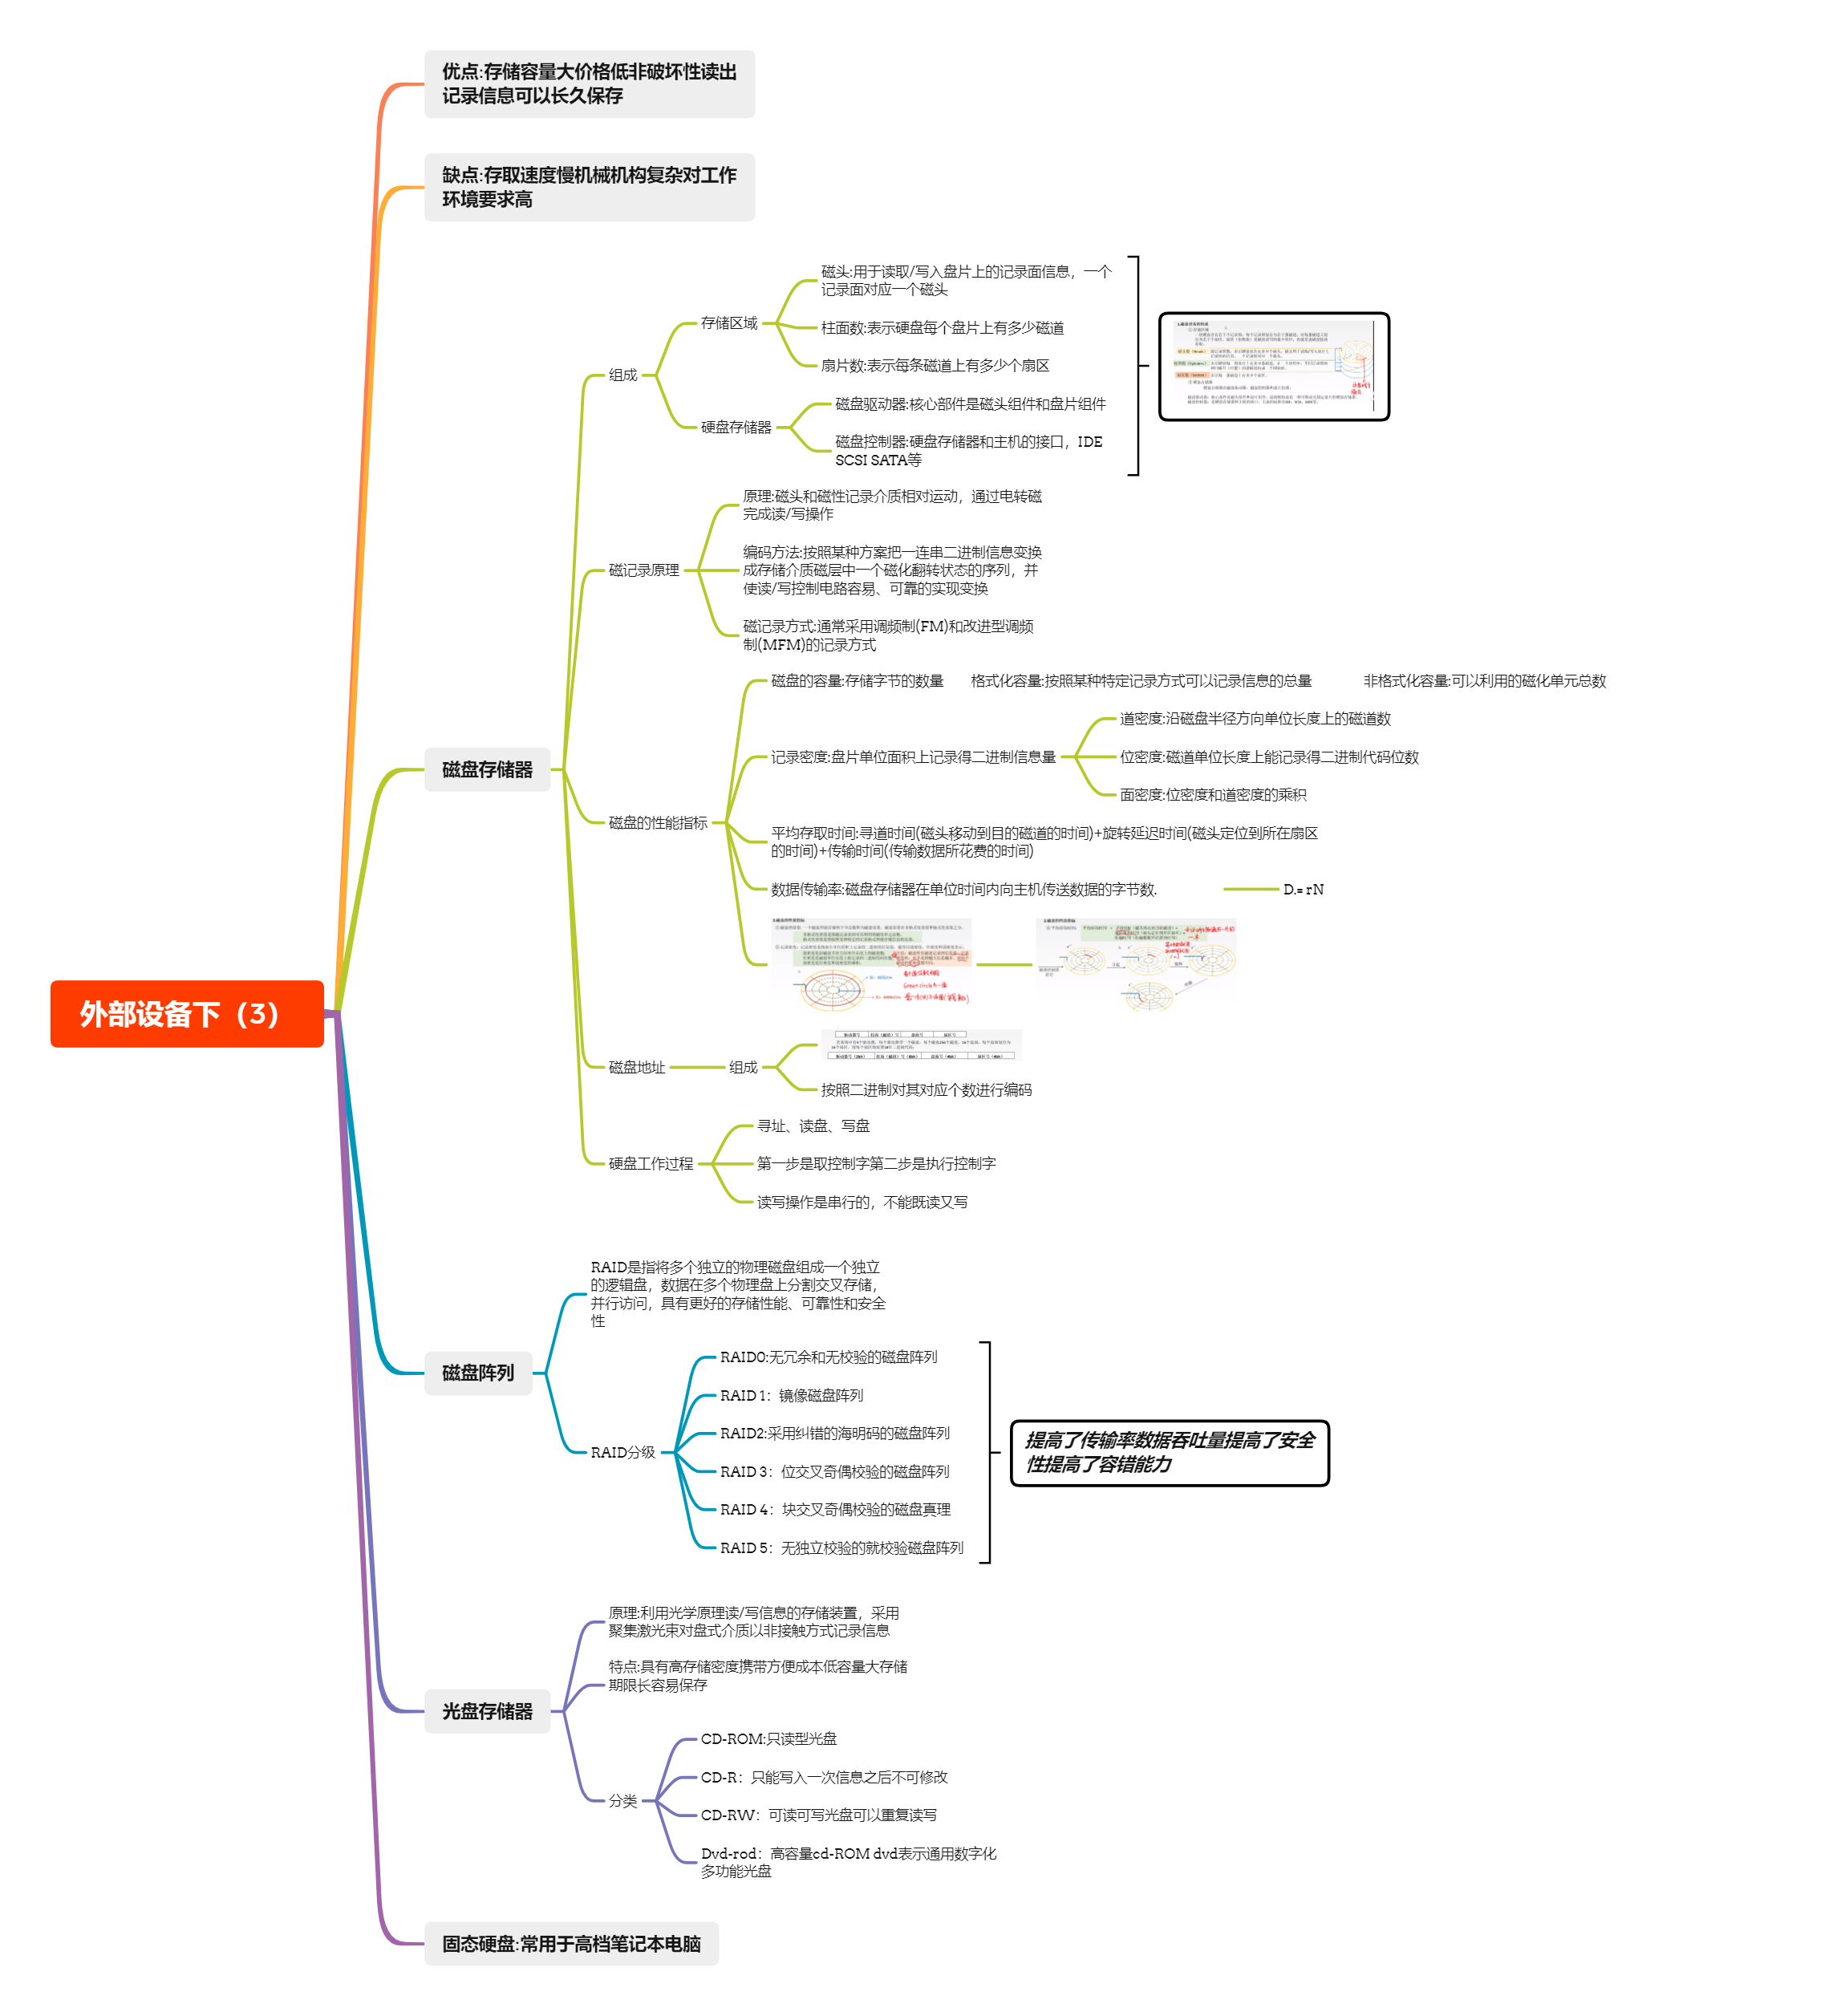 优点:存储容量大价格低非破坏性读出
记录信息可以长久保存
缺点:存取速度慢机械机构复杂对工作
环境要求高
磁头:用于读取/写入盘片上的记录面信息，一个
记录面对应一个磁头
存储区域
柱面数:表示硬盘每个盘片上有多少磁道
扇片数:表示每条磁道上有多少个扇区
组成
磁盘驱动器:核心部件是磁头组件和盘片组件
硬盘存储器
磁盘控制器:硬盘存储器和主机的接口，IDE
SCSI SATA等
原理:磁头和磁性记录介质相对运动，通过电转磁
完成读/写操作
磁记录原理
编码方法:按照某种方案把一连串二进制信息变换
成存储介质磁层中一个磁化翻转状态的序列，并
使读/写控制电路容易、可靠的实现变换
磁记录方式:通常采用调频制(FM)和改进型调频
制(MFM)的记录方式
磁盘的容量:存储字节的数量 格式化容量:按照某种特定记录方式可以记录信息的总量 非格式化容量:可以利用的磁化单元总数
道密度:沿磁盘半径方向单位长度上的磁道数
记录密度:盘片单位面积上记录得二进制信息量
位密度:磁道单位长度上能记录得二进制代码位数
面密度:位密度和道密度的乘积
磁盘存储器
磁盘的性能指标
平均存取时间:寻道时间(磁头移动到目的磁道的时间)+旋转延迟时间(磁头定位到所在扇区
的时间)+传输时间(传输数据所花费的时间)
数据传输率:磁盘存储器在单位时间内向主机传送数据的字节数.
D.= rN
外部设备下（3）
磁盘地址
组成
按照二进制对其对应个数进行编码
寻址、读盘、写盘
硬盘工作过程
第一步是取控制字第二步是执行控制字
读写操作是串行的，不能既读又写
RAID是指将多个独立的物理磁盘组成一个独立
的逻辑盘，数据在多个物理盘上分割交叉存储，
并行访问，具有更好的存储性能、可靠性和安全
性
磁盘阵列
RAID分级
RAID0:无冗余和无校验的磁盘阵列
RAID 1：镜像磁盘阵列
RAID2:采用纠错的海明码的磁盘阵列
RAID 3：位交叉奇偶校验的磁盘阵列
RAID 4：块交叉奇偶校验的磁盘真理
RAID 5：无独立校验的就校验磁盘阵列
提高了传输率数据吞吐量提高了安全
性提高了容错能力
原理:利用光学原理读/写信息的存储装置，采用
聚集激光束对盘式介质以非接触方式记录信息
特点:具有高存储密度携带方便成本低容量大存储
期限长容易保存
光盘存储器
分类
CD-ROM:只读型光盘
CD-R：只能写入一次信息之后不可修改
CD-RW：可读可写光盘可以重复读写
Dvd-rod：高容量cd-ROM dvd表示通用数字化
多功能光盘
固态硬盘:常用于高档笔记本电脑